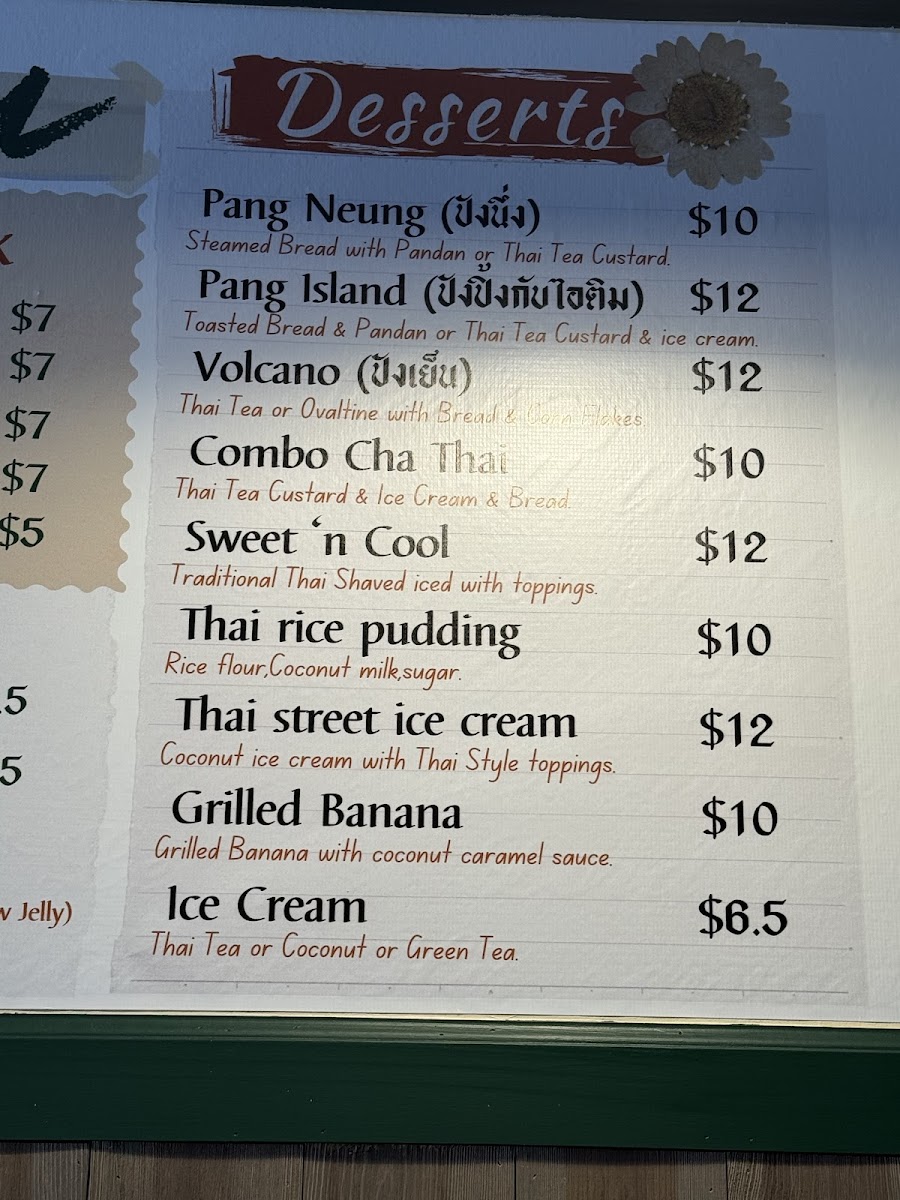 Desserts
Pang Neung (ปังนึ่ง) $10
Steamed Bread with Pandan or Thai Tea Custard.
Pang Island (ปังปิ้งกับไอติม) $12
Toasted Bread & Pandan or Thai Tea Custard & ice cream.
Volcano (ปังเย็น) $12
Thai Tea or Ovaltine with Bread & Corn Flakes.
Combo Cha Thai $10
Thai Tea Custard & Ice Cream & Bread.
Sweet ‘n Cool $12
Traditional Thai Shaved iced with toppings.
Thai rice pudding $10
Rice flour,Coconut milk,sugar.
Thai street ice cream $12
Coconut ice cream with Thai Style toppings.
Grilled Banana $10
Grilled Banana with coconut caramel sauce.
Ice Cream $6.5
Thai Tea or Coconut or Green Tea.
$7
$7
$7
$7
$5
.5
5
Jelly)